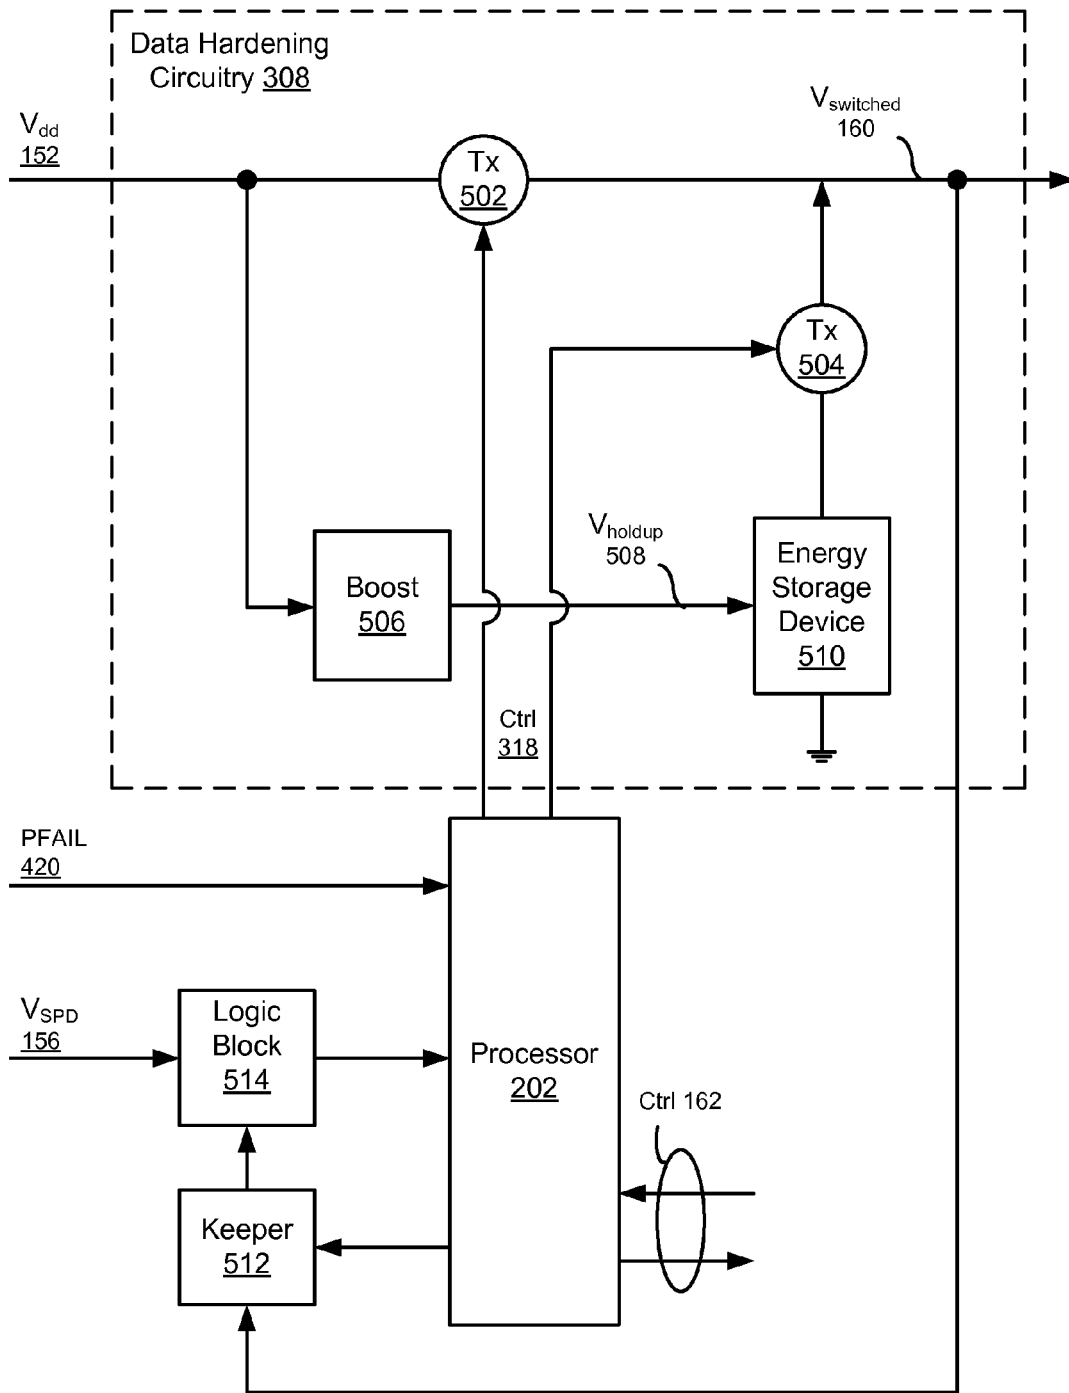 Data Hardening
Circuitry 308
Vdd
152
Vswitched
160
Tx
502
Tx
504
Vholdup
508
Boost
506
Energy
Storage
Device
510
Ctrl
318
PFAIL
420
VSPD
156
Logic
Block
514
Processor
202
Ctrl 162
Keeper
512